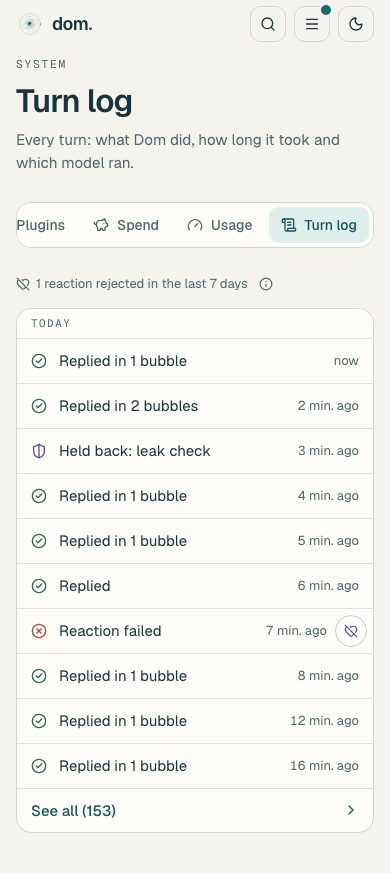 dom.
SYSTEM
Turn log
Every turn: what Dom did, how long it took and
which model ran.
Plugins Spend Usage Turn log
1 reaction rejected in the last 7 days
TODAY
Replied in 1 bubble now
Replied in 2 bubbles 2 min. ago
Held back: leak check 3 min. ago
Replied in 1 bubble 4 min. ago
Replied in 1 bubble 5 min. ago
Replied 6 min. ago
Reaction failed 7 min. ago
Replied in 1 bubble 8 min. ago
Replied in 1 bubble 12 min. ago
Replied in 1 bubble 16 min. ago
See all (153)